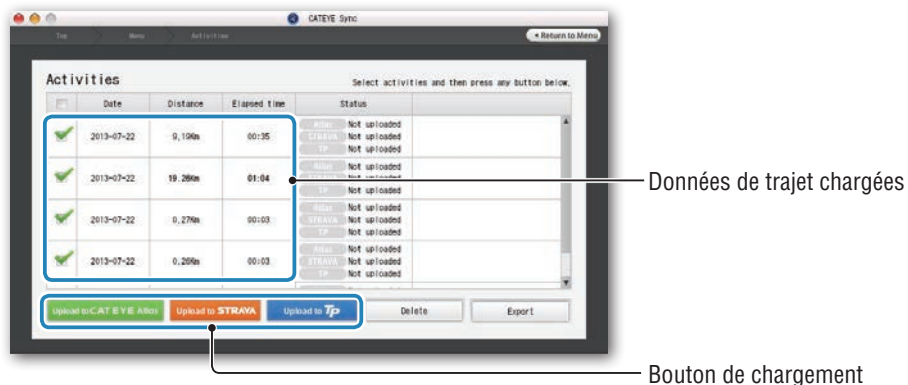 CATEYE Sync
Top Menu Activities
Return to Menu
Activities
Select activities and then press any button below.
Date Distance Elapsed time Status
2013-07-22 9,19Km 00:35
Atlas Not uploaded
STRAVA Not uploaded
TP Not uploaded
2013-07-22 19.26Km 01:04
Atlas Not uploaded
Not uploaded
TP Not uploaded
2013-07-22 0,27Km 00:03
Atlas Not uploaded
STRAVA Not uploaded
TP Not uploaded
2013-07-22 0,26Km 00:03
Atlas Not uploaded
STRAVA Not uploaded
TP Not uploaded
Données de trajet chargées
Upload to CATEYE Atlas Upload to STRAVA Upload to Tp Delete Export
Bouton de chargement